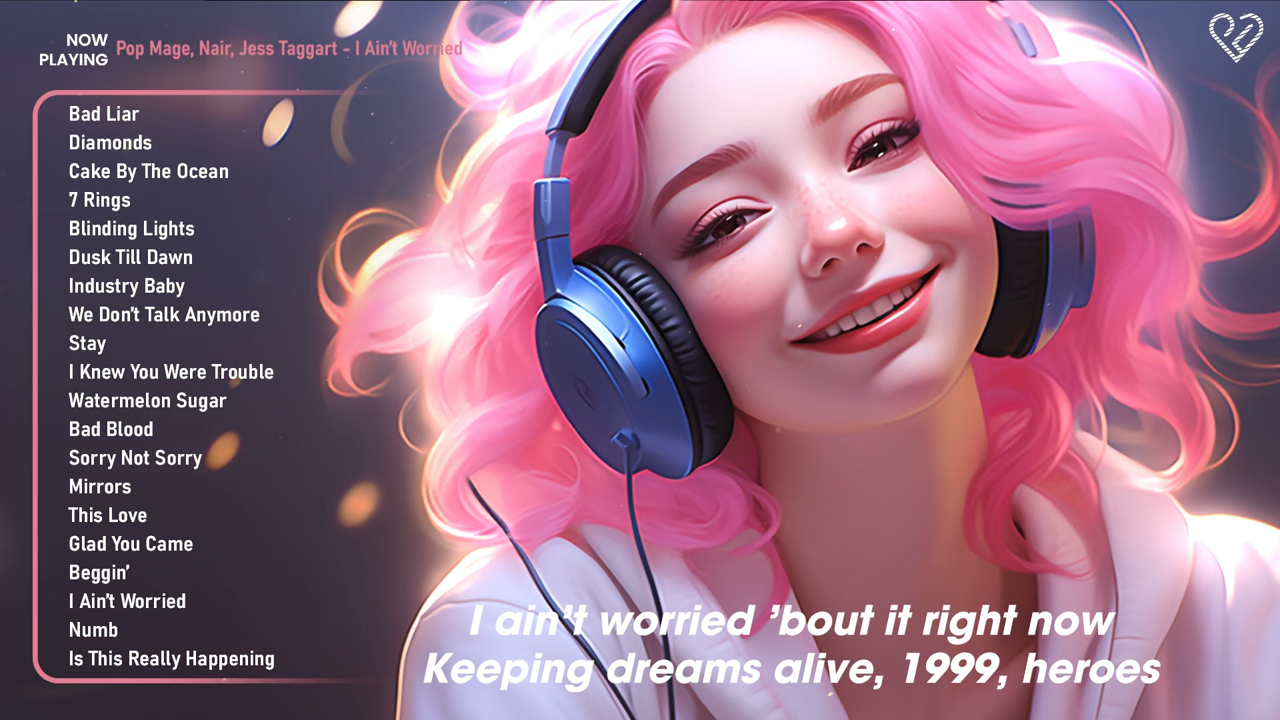 NOW
PLAYING
Pop Mage, Nair, Jess Taggart - I Ain't Worried
Bad Liar
Diamonds
Cake By The Ocean
7 Rings
Blinding Lights
Dusk Till Dawn
Industry Baby
We Don't Talk Anymore
Stay
I Knew You Were Trouble
Watermelon Sugar
Bad Blood
Sorry Not Sorry
Mirrors
This Love
Glad You Came
Beggin'
I Ain't Worried
Numb
Is This Really Happening
I ain't worried 'bout it right now
Keeping dreams alive, 1999, heroes